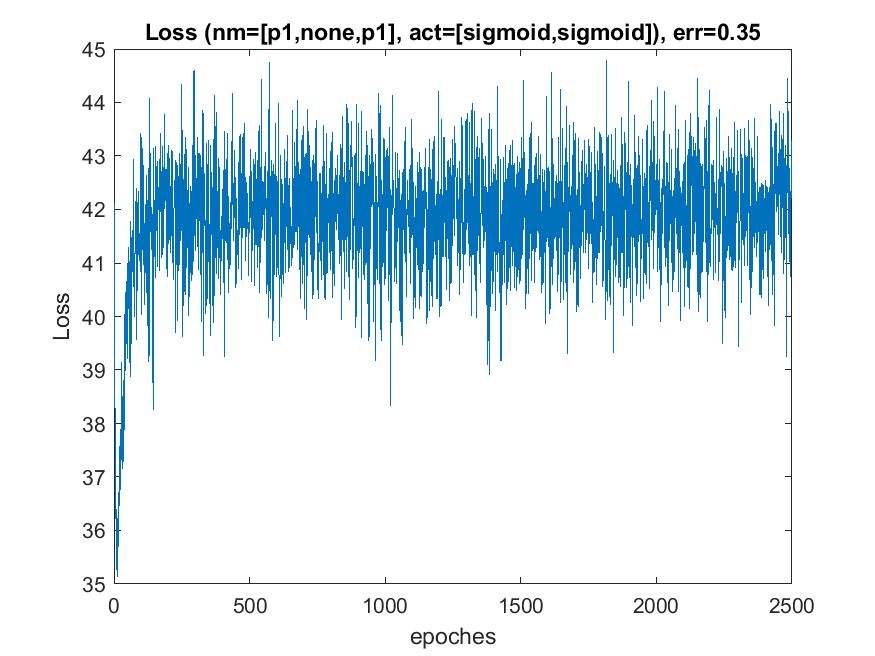 Loss (nm=[p1,none,p1], act=[sigmoid,sigmoid]), err=0.35
45
44
43
42
41
40
39
38
37
36
35
Loss
0 500 1000 1500 2000 2500
epoches